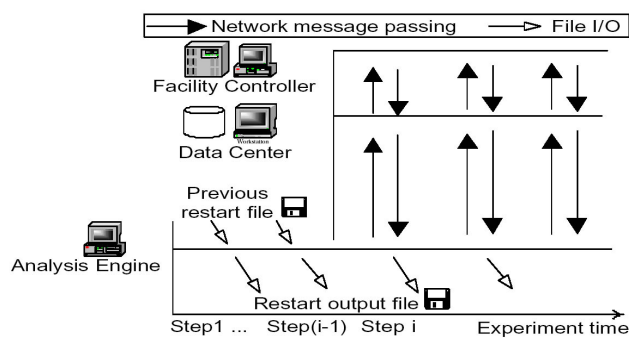 Network message passing
File I/O
Facility Controller
Workstation
Data Center
Previous
restart file
Analysis Engine
Restart output file
Step1 ... Step(i-1) Step i Experiment time